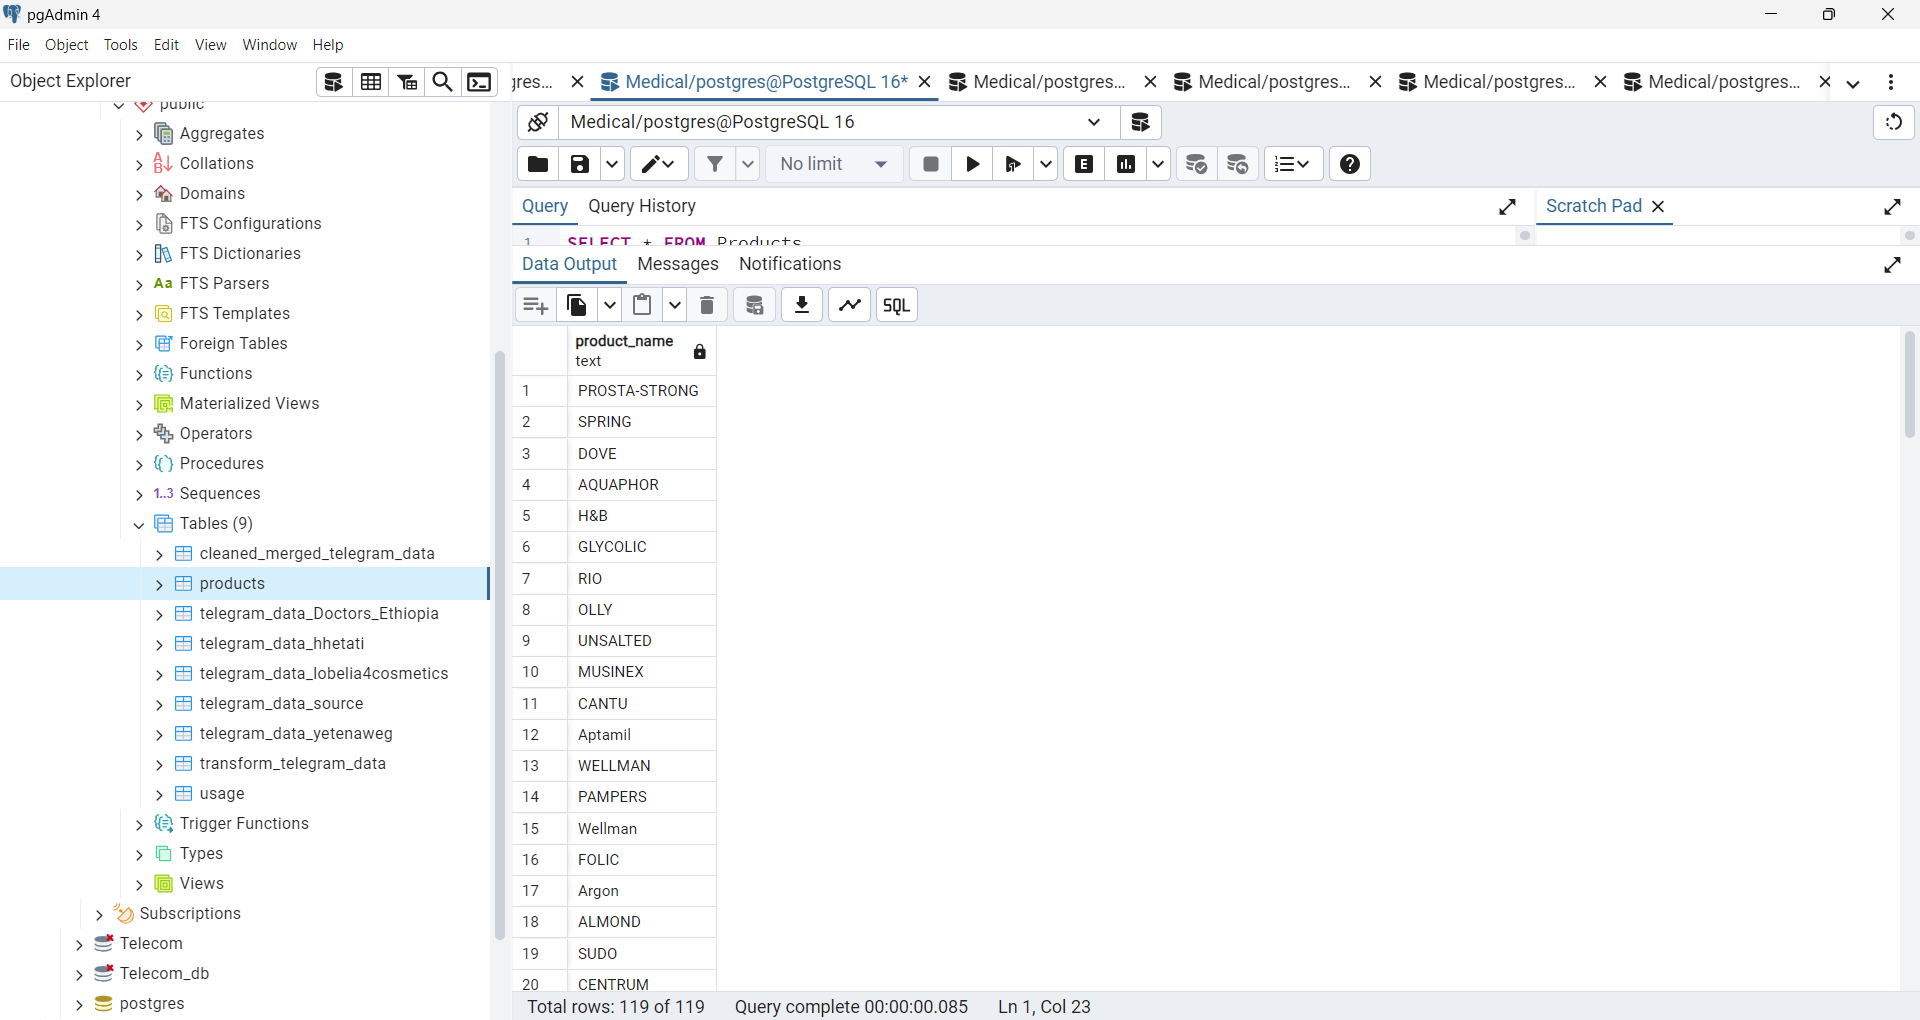 pgAdmin 4
File Object Tools Edit View Window Help
Object Explorer
gres... Medical/postgres@PostgreSQL 16* Medical/postgres... Medical/postgres... Medical/postgres... Medical/postgres...
Medical/postgres@PostgreSQL 16
No limit
E
Query Query History
Scratch Pad
1 SELECT * FROM Products
Data Output Messages Notifications
SQL
product_name
text
1 PROSTA-STRONG
2 SPRING
3 DOVE
4 AQUAPHOR
5 H&B
6 GLYCOLIC
7 RIO
8 OLLY
9 UNSALTED
10 MUSINEX
11 CANTU
12 Aptamil
13 WELLMAN
14 PAMPERS
15 Wellman
16 FOLIC
17 Argon
18 ALMOND
19 SUDO
20 CENTRUM
Total rows: 119 of 119 Query complete 00:00:00.085 Ln 1, Col 23
public
Aggregates
Collations
Domains
FTS Configurations
FTS Dictionaries
Aa FTS Parsers
FTS Templates
Foreign Tables
Functions
Materialized Views
Operators
Procedures
1..3 Sequences
Tables (9)
cleaned_merged_telegram_data
products
telegram_data_Doctors_Ethiopia
telegram_data_hhetati
telegram_data_lobelia4cosmetics
telegram_data_source
telegram_data_yetenaweg
transform_telegram_data
usage
Trigger Functions
Types
Views
Subscriptions
Telecom
Telecom_db
postgres